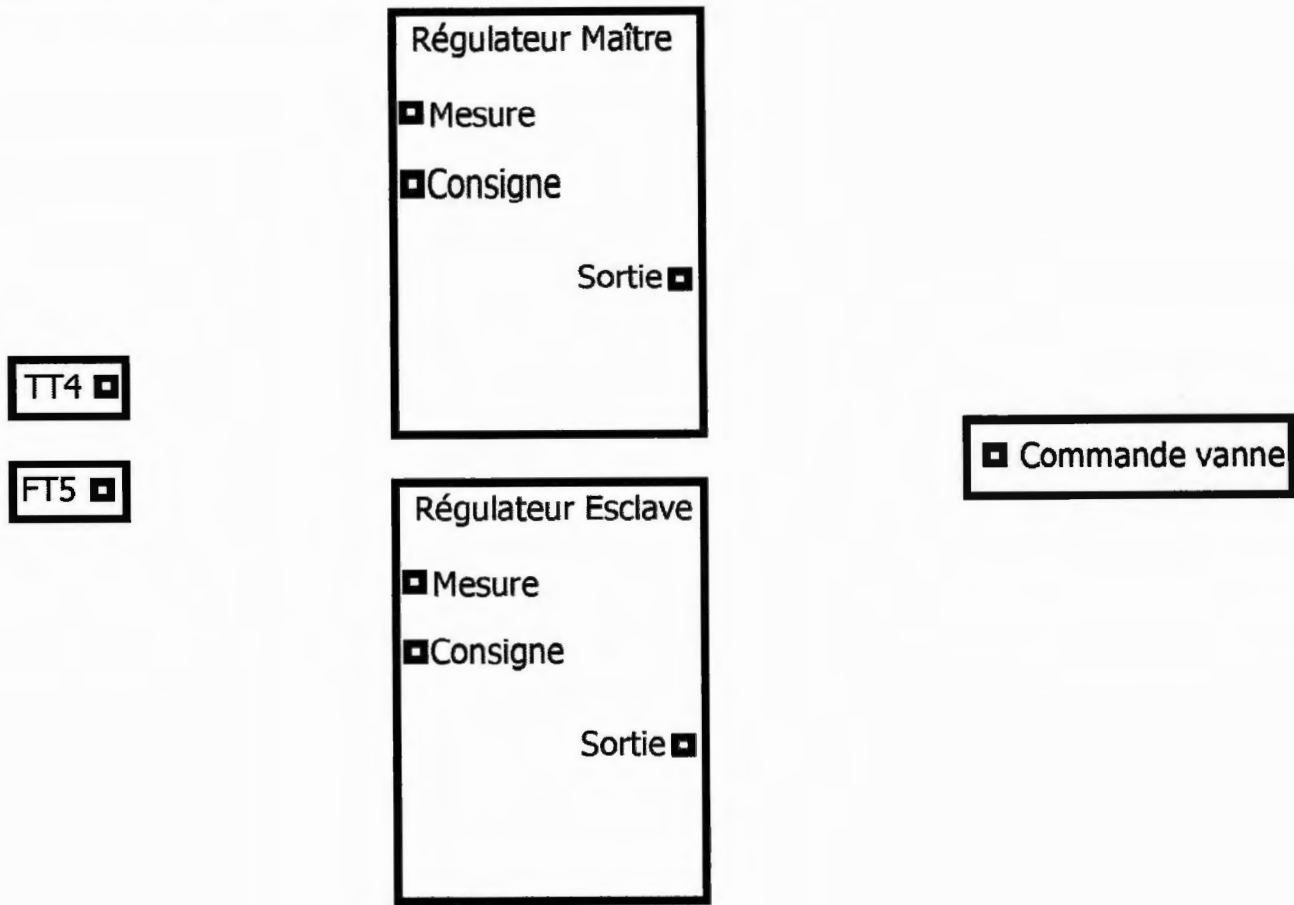 Régulateur Maître
Mesure
Consigne
Sortie
TT4
FT5
Commande vanne
Régulateur Esclave
Mesure
Consigne
Sortie